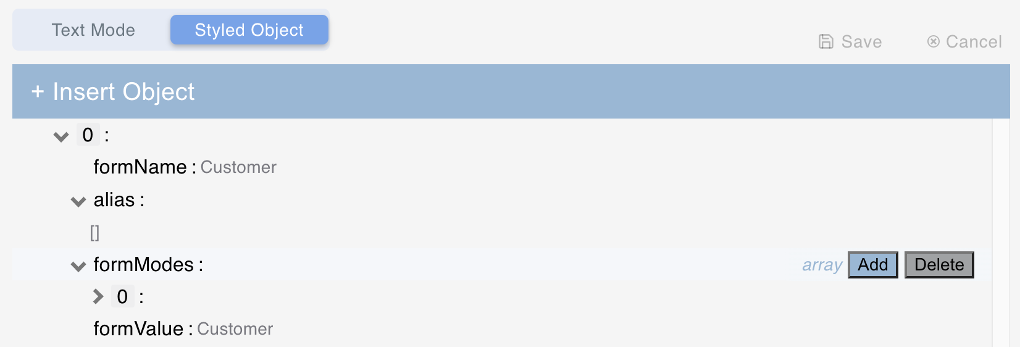 Text Mode Styled Object
Save Cancel
+ Insert Object
0 :
formName : Customer
alias :
[]
formModes : array Add Delete
0 :
formValue : Customer